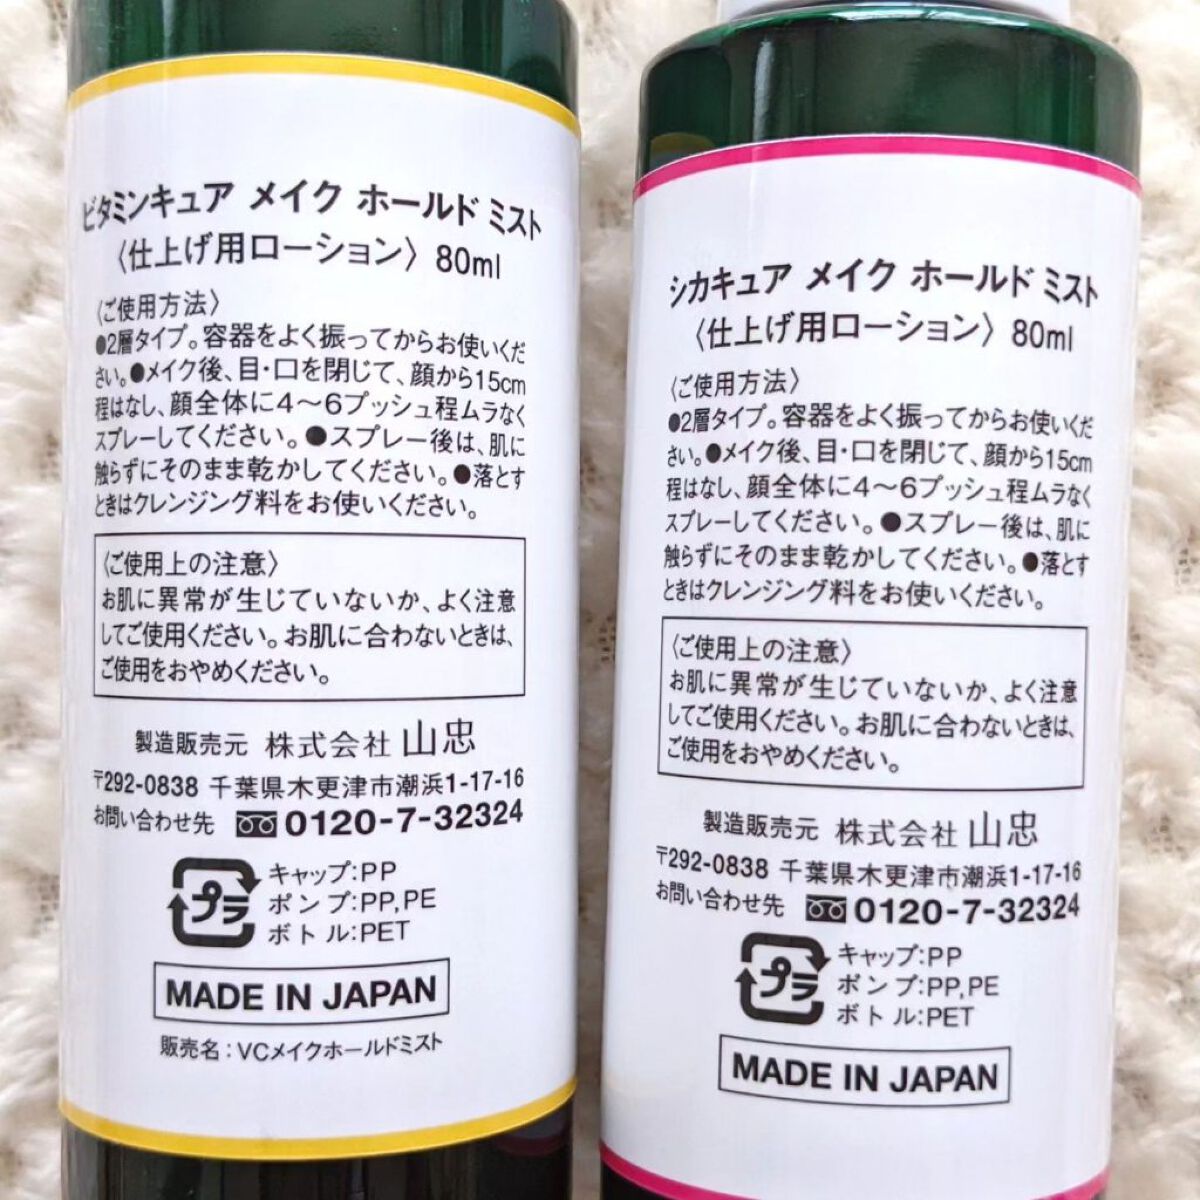 ビタミンキュア メイク ホールド ミスト
〈仕上げ用ローション〉 80ml
〈ご使用方法〉
●2層タイプ。容器をよく振ってからお使いくだ
さい。●メイク後、目・口を閉じて、顔から15cm
程はなし、顔全体に4〜6プッシュ程ムラなく
スプレーしてください。●スプレー後は、肌に
触らずにそのまま乾かしてください。●落とす
ときはクレンジング料をお使いください。
〈ご使用上の注意〉
お肌に異常が生じていないか、よく注意
してご使用ください。お肌に合わないときは、
ご使用をおやめください。
製造販売元 株式会社 山忠
〒292-0838 千葉県木更津市潮浜1-17-16
お問い合わせ先 0120-7-32324
プラ
キャップ:PP
ポンプ:PP,PE
ボトル:PET
MADE IN JAPAN
販売名：VCメイクホールドミスト
シカキュア メイク ホールド ミスト
〈仕上げ用ローション〉 80ml
〈ご使用方法〉
●2層タイプ。容器をよく振ってからお使いくだ
さい。●メイク後、目・口を閉じて、顔から15cm
程はなし、顔全体に4〜6プッシュ程ムラなく
スプレーしてください。●スプレー後は、肌に
触らずにそのまま乾かしてください。●落とす
ときはクレンジング料をお使いください。
〈ご使用上の注意〉
お肌に異常が生じていないか、よく注意
してご使用ください。お肌に合わないときは、
ご使用をおやめください。
製造販売元 株式会社 山忠
〒292-0838 千葉県木更津市潮浜1-17-16
お問い合わせ先 0120-7-32324
プラ
キャップ:PP
ポンプ:PP,PE
ボトル:PET
MADE IN JAPAN